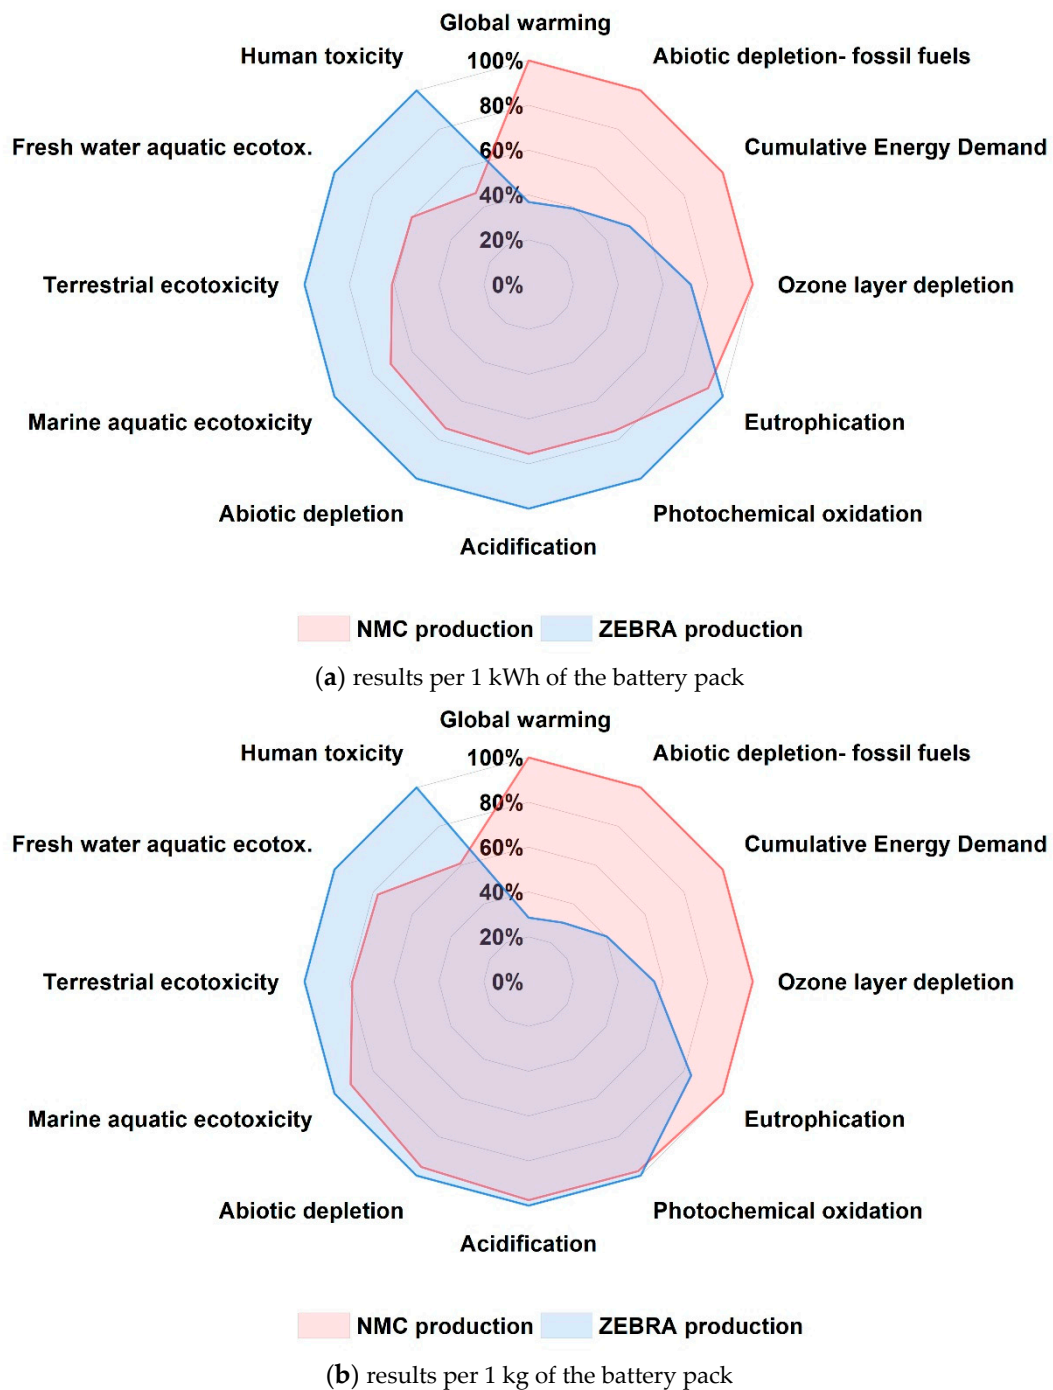 Global warming
Human toxicity
Abiotic depletion- fossil fuels
100%
80%
Fresh water aquatic ecotox.
Cumulative Energy Demand
60%
40%
20%
Terrestrial ecotoxicity
0%
Ozone layer depletion
Marine aquatic ecotoxicity
Eutrophication
Abiotic depletion
Photochemical oxidation
Acidification
NMC production ZEBRA production
(a) results per 1 kWh of the battery pack
Global warming
Human toxicity
Abiotic depletion- fossil fuels
100%
80%
Fresh water aquatic ecotox.
Cumulative Energy Demand
60%
40%
20%
Terrestrial ecotoxicity
0%
Ozone layer depletion
Marine aquatic ecotoxicity
Eutrophication
Abiotic depletion
Photochemical oxidation
Acidification
NMC production ZEBRA production
(b) results per 1 kg of the battery pack